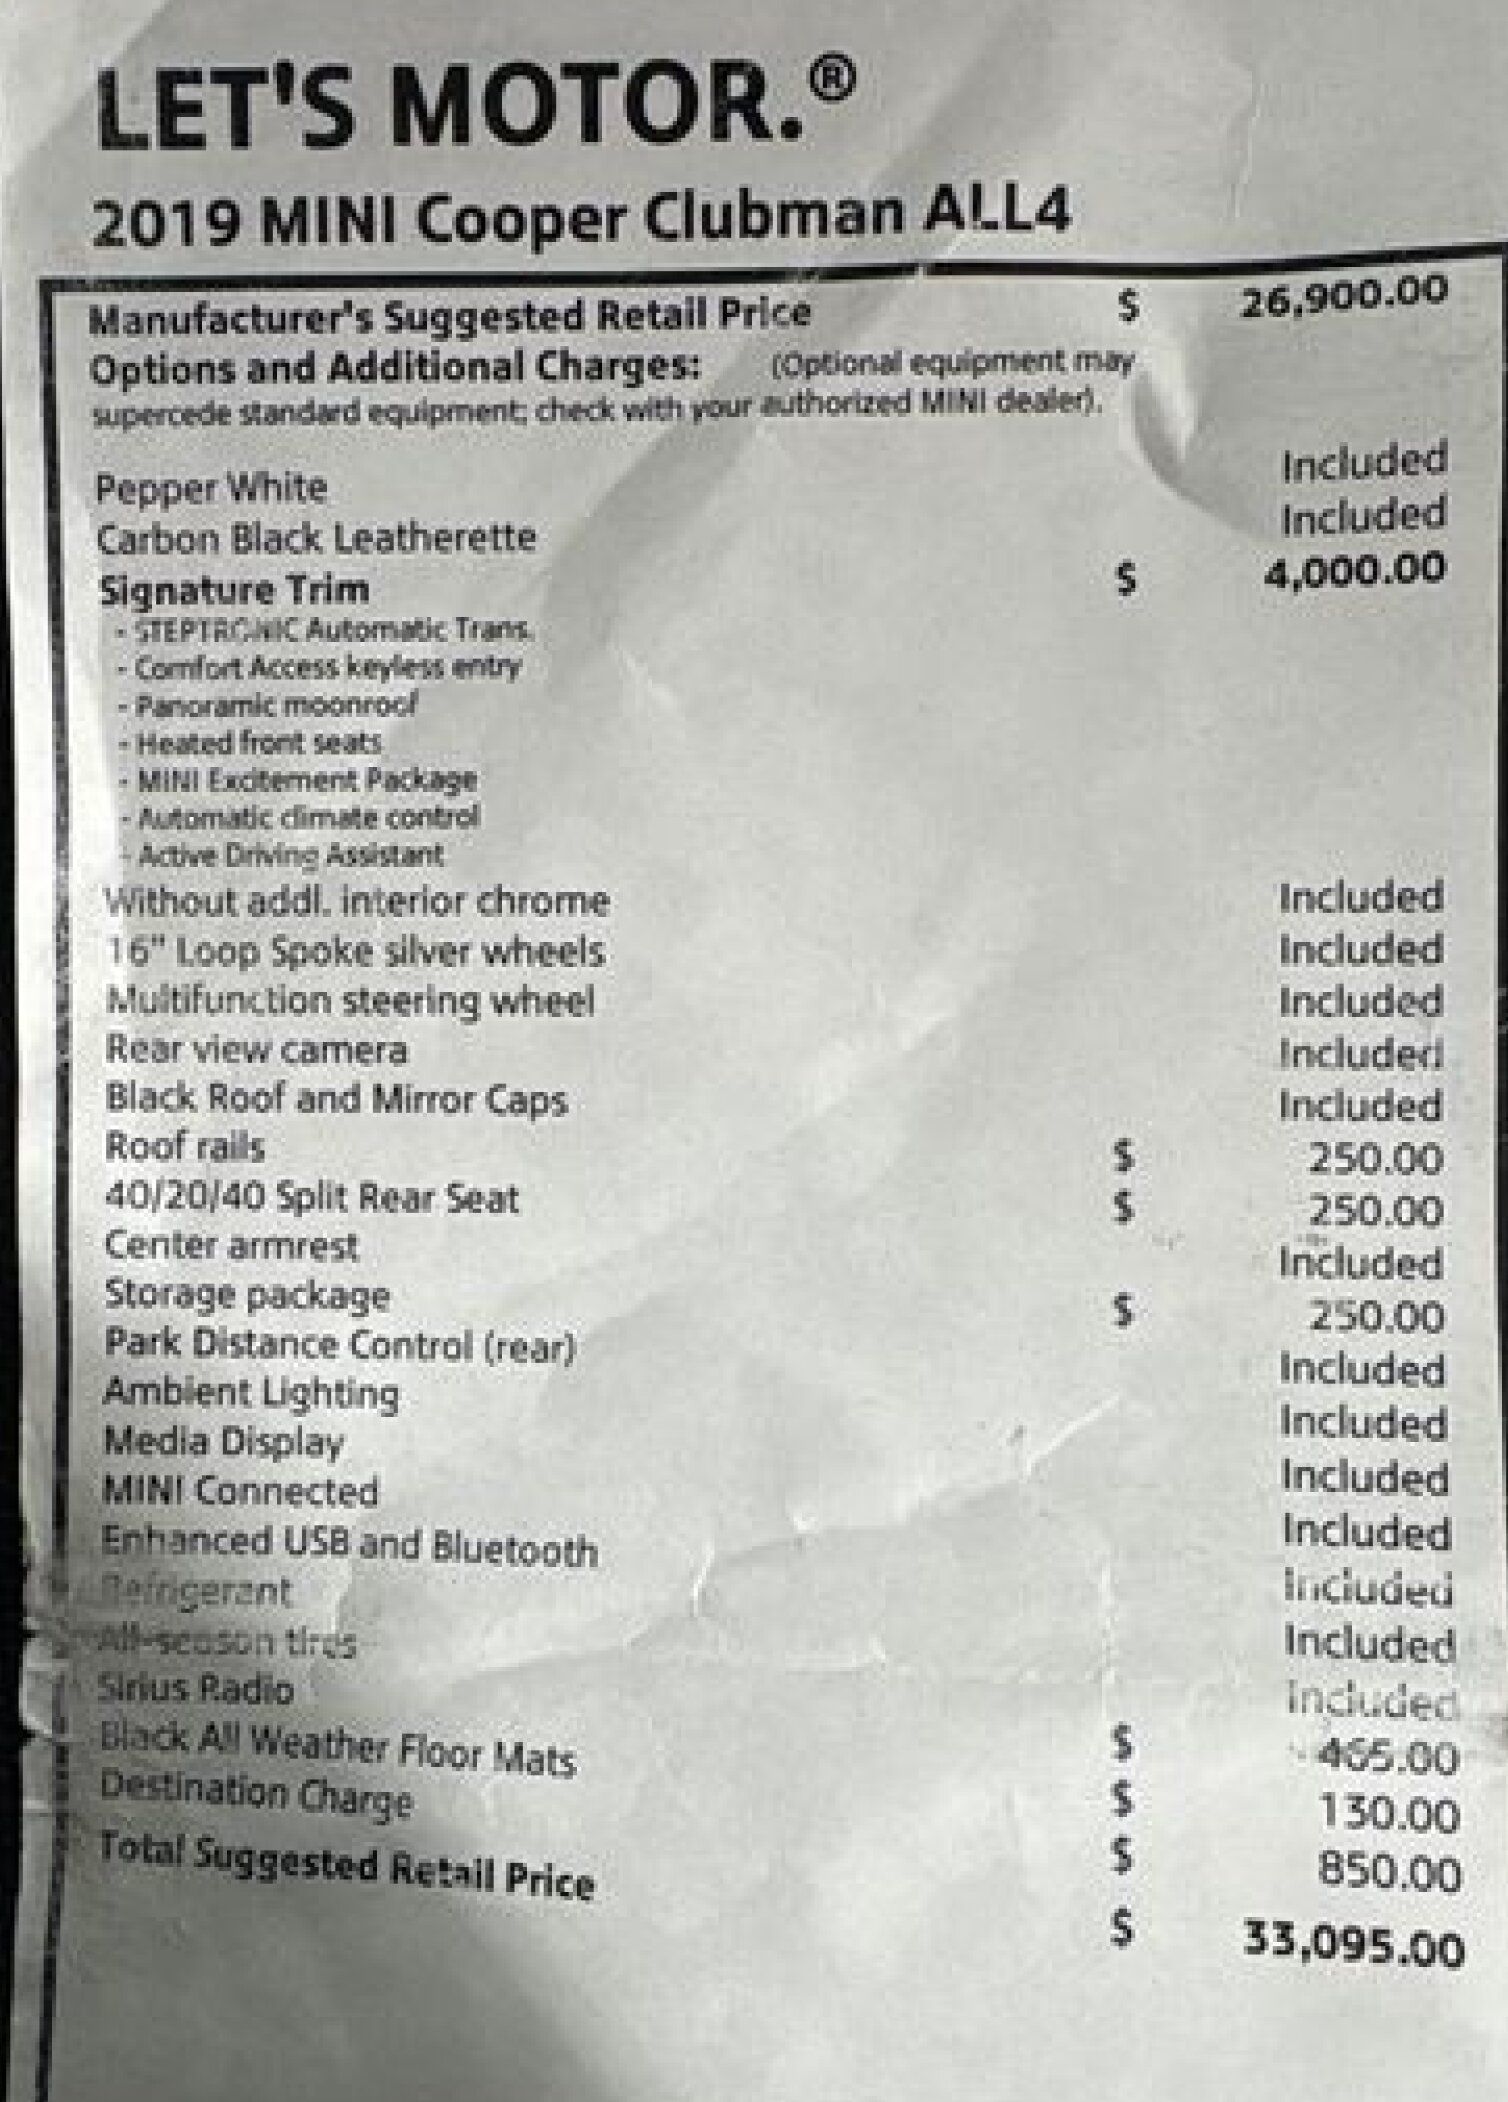 LET'S MOTOR.®
2019 MINI Cooper Clubman ALL4
Manufacturer's Suggested Retail Price $ 26,900.00
Options and Additional Charges: (Optional equipment may
supercede standard equipment; check with your authorized MINI dealer).
Pepper White Included
Carbon Black Leatherette Included
Signature Trim $ 4,000.00
- STEPTRONIC Automatic Trans.
- Comfort Access keyless entry
- Panoramic moonroof
- Heated front seats
- MINI Excitement Package
- Automatic climate control
- Active Driving Assistant
Without addl. interior chrome Included
16" Loop Spoke silver wheels Included
Multifunction steering wheel Included
Rear view camera Included
Black Roof and Mirror Caps Included
Roof rails $ 250.00
40/20/40 Split Rear Seat $ 250.00
Center armrest Included
Storage package $ 250.00
Park Distance Control (rear) Included
Ambient Lighting Included
Media Display Included
MINI Connected Included
Enhanced USB and Bluetooth Included
Refrigerant Included
All-season tires Included
Sirius Radio $ 465.00
Black All Weather Floor Mats $ 130.00
Destination Charge $ 850.00
Total Suggested Retail Price $ 33,095.00